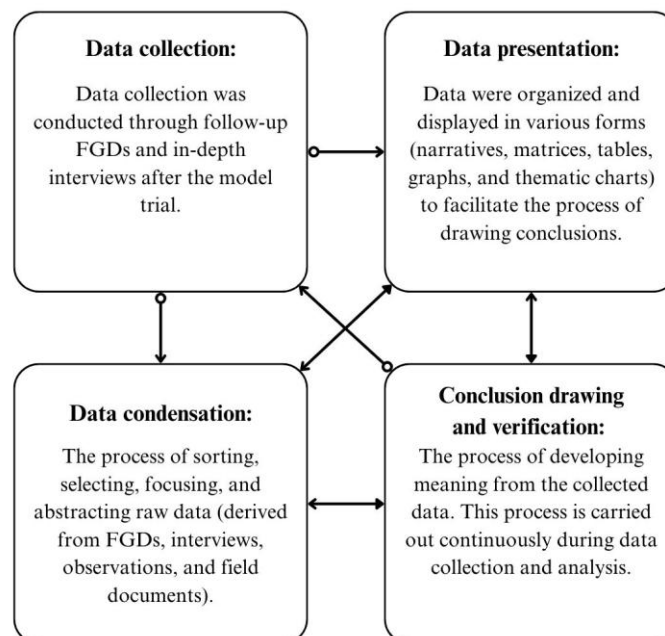 Data collection:
Data collection was
conducted through follow-up
FGDs and in-depth
interviews after the model
trial.
Data presentation:
Data were organized and
displayed in various forms
(narratives, matrices, tables,
graphs, and thematic charts)
to facilitate the process of
drawing conclusions.
Data condensation:
The process of sorting,
selecting, focusing, and
abstracting raw data (derived
from FGDs, interviews,
observations, and field
documents).
Conclusion drawing
and verification:
The process of developing
meaning from the collected
data. This process is carried
out continuously during data
collection and analysis.